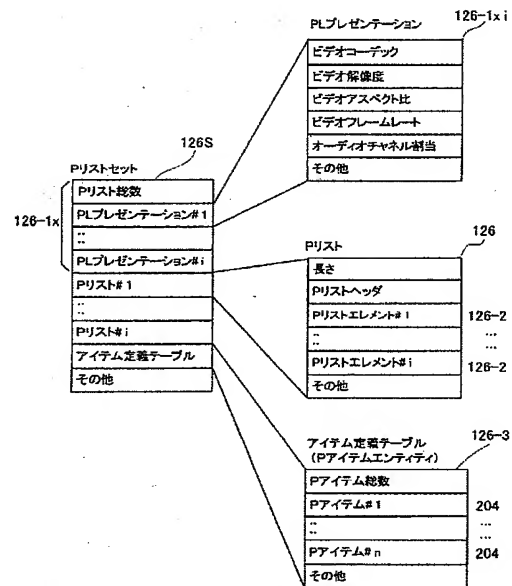 PLプレゼンテーション
126-1x i
ビデオコーデック
ビデオ解像度
ビデオアスペクト比
ビデオフレームレート
オーディオチャネル割当
その他
Pリストセット
126S
126-1x
Pリスト総数
PLプレゼンテーション#1
::
PLプレゼンテーション#i
Pリスト#1
::
Pリスト#i
アイテム定義テーブル
その他
Pリスト
126
長さ
Pリストヘッダ
Pリストエレメント#1
126-2
::
...
...
Pリストエレメント#i
126-2
その他
アイテム定義テーブル
(Pアイテムエンティティ)
126-3
Pアイテム総数
Pアイテム#1
204
::
...
...
Pアイテム#n
204
その他